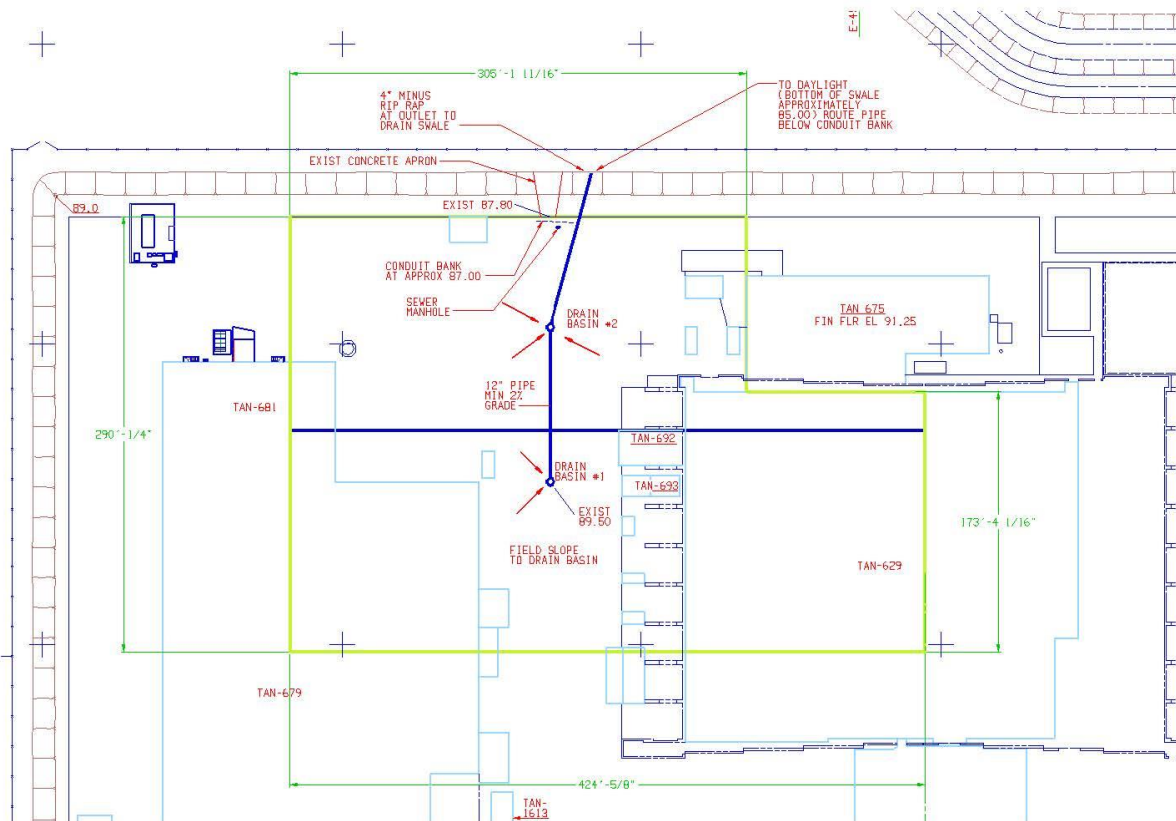 E-4
305'-1 11/16"
4" MINUS
RIP RAP
AT OUTLET TO
DRAIN SWALE
TO DAYLIGHT
(BOTTOM OF SWALE
APPROXIMATELY
85.00) ROUTE PIPE
BELOW CONDUIT BANK
EXIST CONCRETE APRON
89.0
EXIST 87.80
CONDUIT BANK
AT APPROX 87.00
SEWER
MANHOLE
DRAIN
BASIN #2
TAN 675
FIN FLR EL 91.25
12" PIPE
MIN 2%
GRADE
TAN-681
290'-1/4"
TAN-692
DRAIN
BASIN #1
TAN-693
EXIST
89.50
173'-4 1/16"
FIELD SLOPE
TO DRAIN BASIN
TAN-629
TAN-679
424'-5/8"
TAN-
1613